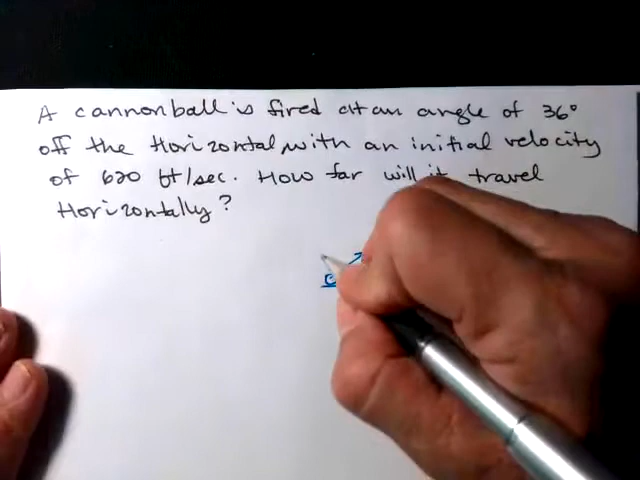 A cannonball is fired at an angle of 36°
off the Horizontal, with an initial velocity
of 620 ft/sec. How far will it travel
Horizontally?